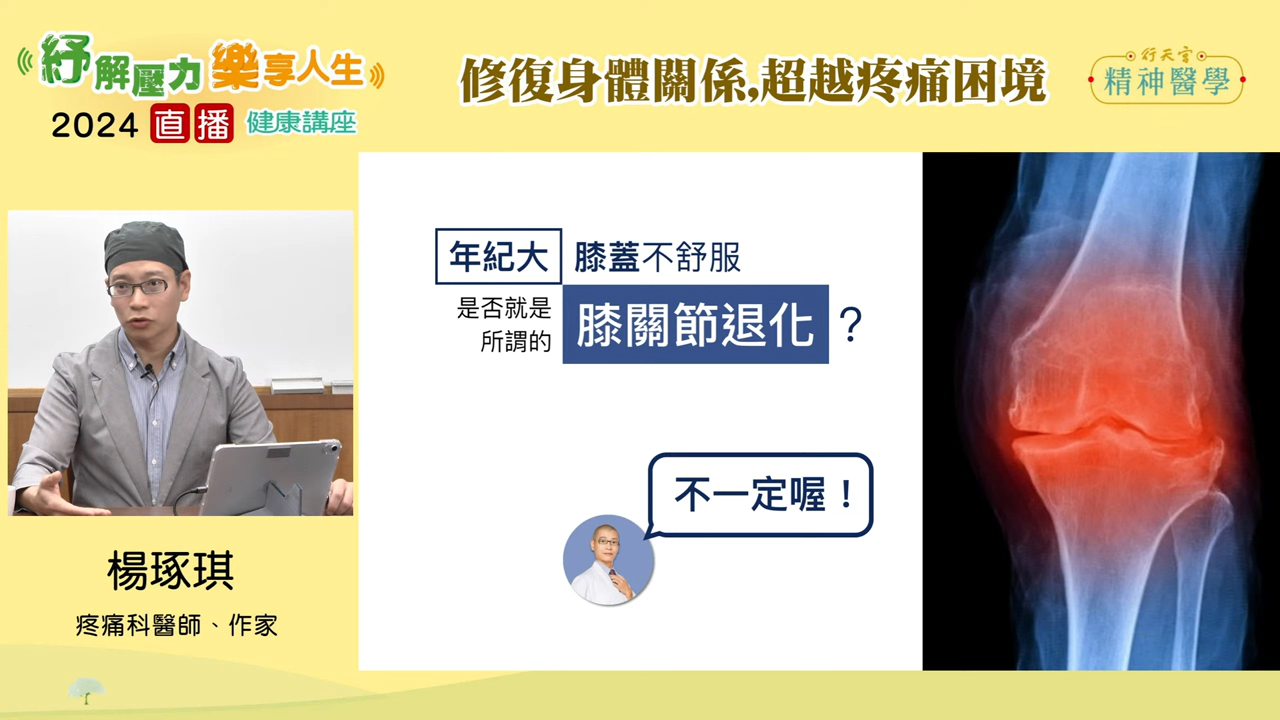 紓解壓力 樂享人生
2024 直播 健康講座
修復身體關係,超越疼痛困境
行天宮
精神醫學
年紀大 膝蓋不舒服
是否就是
所謂的 膝關節退化?
不一定喔!
楊琢琪
疼痛科醫師、作家